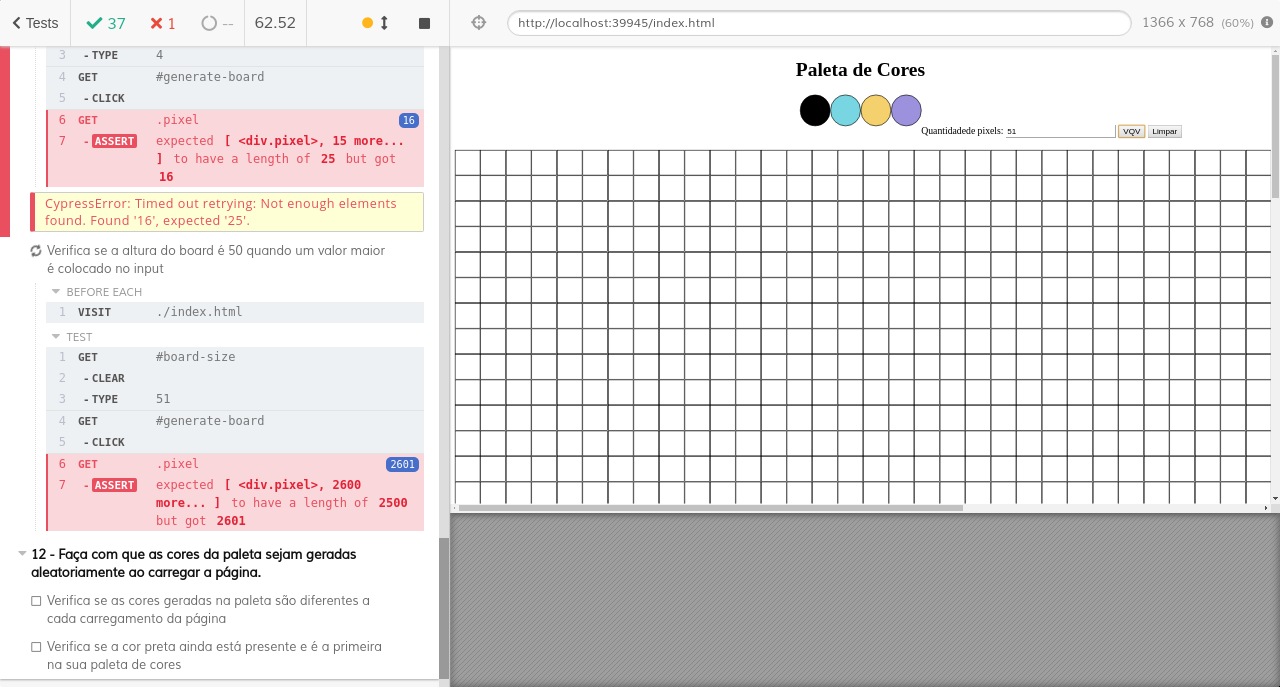 Tests
37
1
--
62.52
http://localhost:39945/index.html
1366 x 768 (60%)
3 - TYPE 4
4 GET #generate-board
5 - CLICK
6 GET .pixel 16
7 - ASSERT expected [ <div.pixel>, 15 more...
] to have a length of 25 but got
16
CypressError: Timed out retrying: Not enough elements
found. Found '16', expected '25'.
Verifica se a altura do board é 50 quando um valor maior
é colocado no input
BEFORE EACH
1 VISIT ./index.html
TEST
1 GET #board-size
2 - CLEAR
3 - TYPE 51
4 GET #generate-board
5 - CLICK
6 GET .pixel 2601
7 - ASSERT expected [ <div.pixel>, 2600
more... ] to have a length of 2500
but got 2601
12 - Faça com que as cores da paleta sejam geradas
aleatoriamente ao carregar a página.
Verifica se as cores geradas na paleta são diferentes a
cada carregamento da página
Verifica se a cor preta ainda está presente e é a primeira
na sua paleta de cores
Paleta de Cores
Quantidadede pixels: 51 VQV Limpar